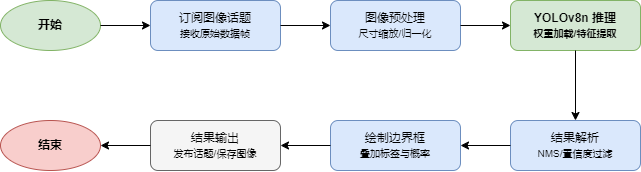 开始
订阅图像话题
接收原始数据帧
图像预处理
尺寸缩放/归一化
YOLOv8n 推理
权重加载/特征提取
结果解析
NMS/置信度过滤
绘制边界框
叠加标签与概率
结果输出
发布话题/保存图像
结束